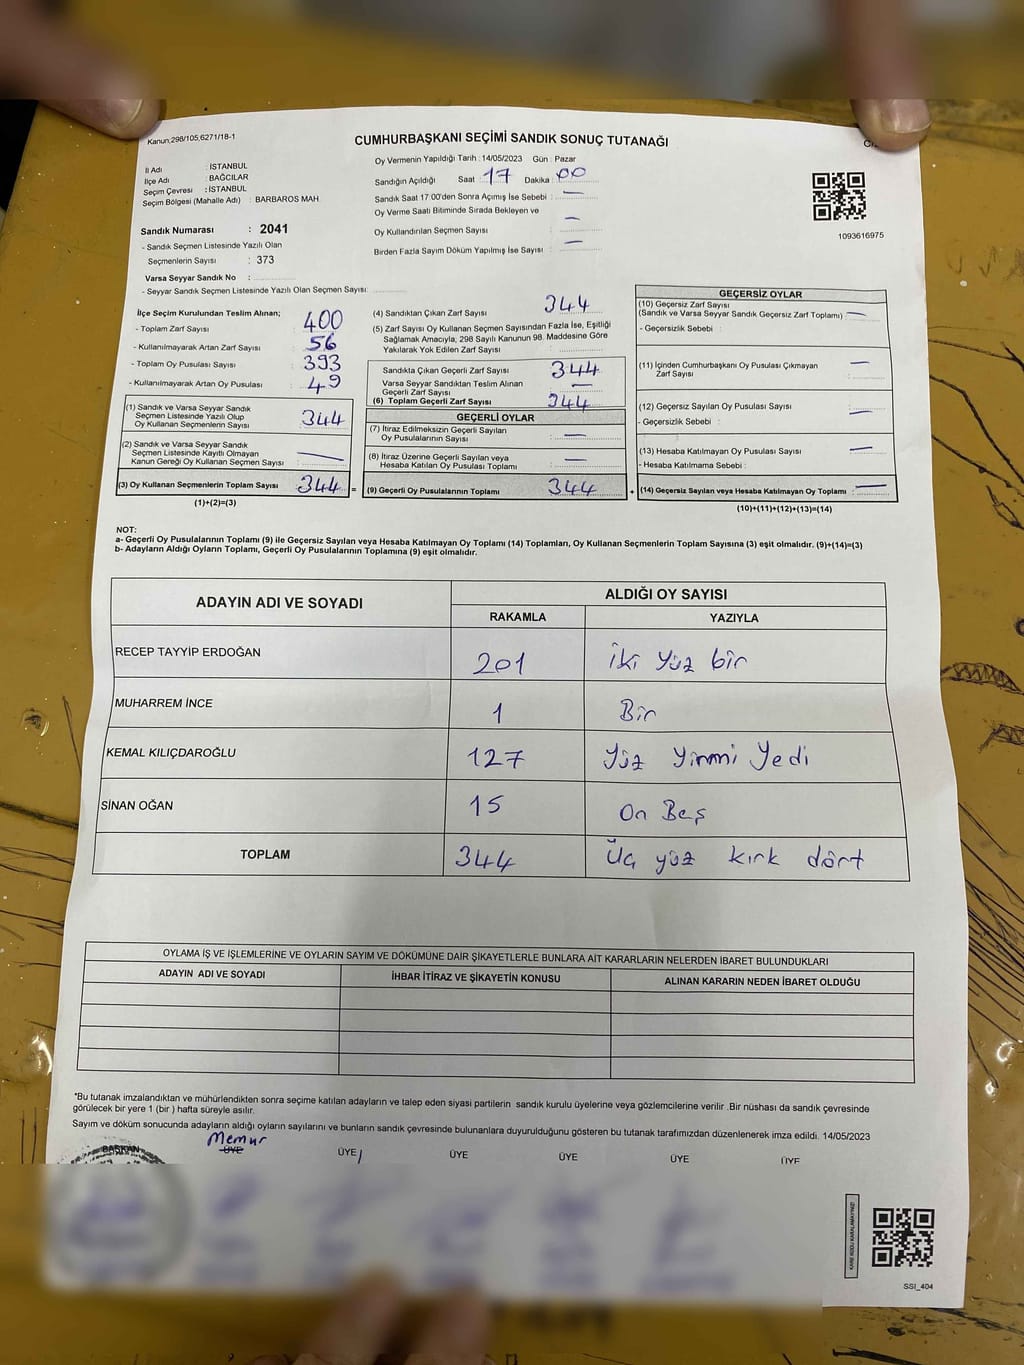 Kanun;298/105,6271/18-1
CUMHURBAŞKANI SEÇİMİ SANDIK SONUÇ TUTANAĞI
İl Adı : İSTANBUL
İlçe Adı : BAĞCILAR
Seçim Çevresi : İSTANBUL
Seçim Bölgesi (Mahalle Adı) : BARBAROS MAH.
Sandık Numarası : 2041
- Sandık Seçmen Listesinde Yazılı Olan
Seçmenlerin Sayısı : 373
Varsa Seyyar Sandık No :
- Seyyar Sandık Seçmen Listesinde Yazılı Olan Seçmen Sayısı:
Oy Vermenin Yapıldığı Tarih : 14/05/2023 Gün : Pazar
Sandığın Açıldığı Saat : 17 Dakika : 00
Sandık Saat 17:00'den Sonra Açımış İse Sebebi : —
Oy Verme Saati Bitiminde Sırada Bekleyen ve
Oy Kullandırılan Seçmen Sayısı : —
Birden Fazla Sayım Döküm Yapılmış İse Sayısı : —
1093616975
İlçe Seçim Kurulundan Teslim Alınan;
- Toplam Zarf Sayısı : 400
- Kullanılmayarak Artan Zarf Sayısı : 56
- Toplam Oy Pusulası Sayısı : 393
- Kullanılmayarak Artan Oy Pusulası : 49
(1) Sandık ve Varsa Seyyar Sandık
Seçmen Listesinde Yazılı Olup
Oy Kullanan Seçmenlerin Sayısı : 344
(2) Sandık ve Varsa Seyyar Sandık
Seçmen Listesinde Kayıtlı Olmayan
Kanun Gereği Oy Kullanan Seçmen Sayısı : —
(3) Oy Kullanan Seçmenlerin Toplam Sayısı : 344 =
(1)+(2)=(3)
(4) Sandıktan Çıkan Zarf Sayısı 344
(5) Zarf Sayısı Oy Kullanan Seçmen Sayısından Fazla İse, Eşitliği
Sağlamak Amacıyla; 298 Sayılı Kanunun 98. Maddesine Göre
Yakılarak Yok Edilen Zarf Sayısı :
Sandıkta Çıkan Geçerli Zarf Sayısı : 344
Varsa Seyyar Sandıktan Teslim Alınan
Geçerli Zarf Sayısı : —
(6) Toplam Geçerli Zarf Sayısı : 344
GEÇERLİ OYLAR
(7) İtiraz Edilmeksizin Geçerli Sayılan
Oy Pusulalarının Sayısı : —
(8) İtiraz Üzerine Geçerli Sayılan veya
Hesaba Katılan Oy Pusulası Toplamı : —
(9) Geçerli Oy Pusulalarının Toplamı 344 +
GEÇERSİZ OYLAR
(10) Geçersiz Zarf Sayısı
(Sandık ve Varsa Seyyar Sandık Geçersiz Zarf Toplamı) : —
- Geçersizlik Sebebi :
(11) İçinden Cumhurbaşkanı Oy Pusulası Çıkmayan
Zarf Sayısı : —
(12) Geçersiz Sayılan Oy Pusulası Sayısı : —
- Geçersizlik Sebebi :
(13) Hesaba Katılmayan Oy Pusulası Sayısı : —
- Hesaba Katılmama Sebebi :
(14) Geçersiz Sayılan veya Hesaba Katılmayan Oy Toplamı : —
(10)+(11)+(12)+(13)=(14)
NOT:
a- Geçerli Oy Pusulalarının Toplamı (9) ile Geçersiz Sayılan veya Hesaba Katılmayan Oy Toplamı (14) Toplamları, Oy Kullanan Seçmenlerin Toplam Sayısına (3) eşit olmalıdır. (9)+(14)=(3)
b- Adayların Aldığı Oyların Toplamı, Geçerli Oy Pusulalarının Toplamına (9) eşit olmalıdır.
ADAYIN ADI VE SOYADI ALDIĞI OY SAYISI
RAKAMLA YAZIYLA
RECEP TAYYİP ERDOĞAN 201 iki yüz bir
MUHARREM İNCE 1 Bir
KEMAL KILIÇDAROĞLU 127 Yüz Yirmi Yedi
SİNAN OĞAN 15 On Beş
TOPLAM 344 Üç yüz kırk dört
OYLAMA İŞ VE İŞLEMLERİNE VE OYLARIN SAYIM VE DÖKÜMÜNE DAİR ŞİKAYETLERLE BUNLARA AİT KARARLARIN NELERDEN İBARET BULUNDUKLARI
ADAYIN ADI VE SOYADI İHBAR İTİRAZ VE ŞİKAYETİN KONUSU ALINAN KARARIN NEDEN İBARET OLDUĞU
*Bu tutanak imzalandıktan ve mühürlendikten sonra seçime katılan adayların ve talep eden siyasi partilerin sandık kurulu üyelerine veya gözlemcilerine verilir .Bir nüshası da sandık çevresinde
görülecek bir yere 1 (bir ) hafta süreyle asılır.
Sayım ve döküm sonucunda adayların aldığı oyların sayılarını ve bunların sandık çevresinde bulunanlara duyurulduğunu gösteren bu tutanak tarafımızdan düzenlenerek imza edildi. 14/05/2023
Memur
BAŞKAN ÜYE ÜYE ÜYE ÜYE ÜYE ÜYE
KARE KODU KARALAMAYINIZ!
SSI_404